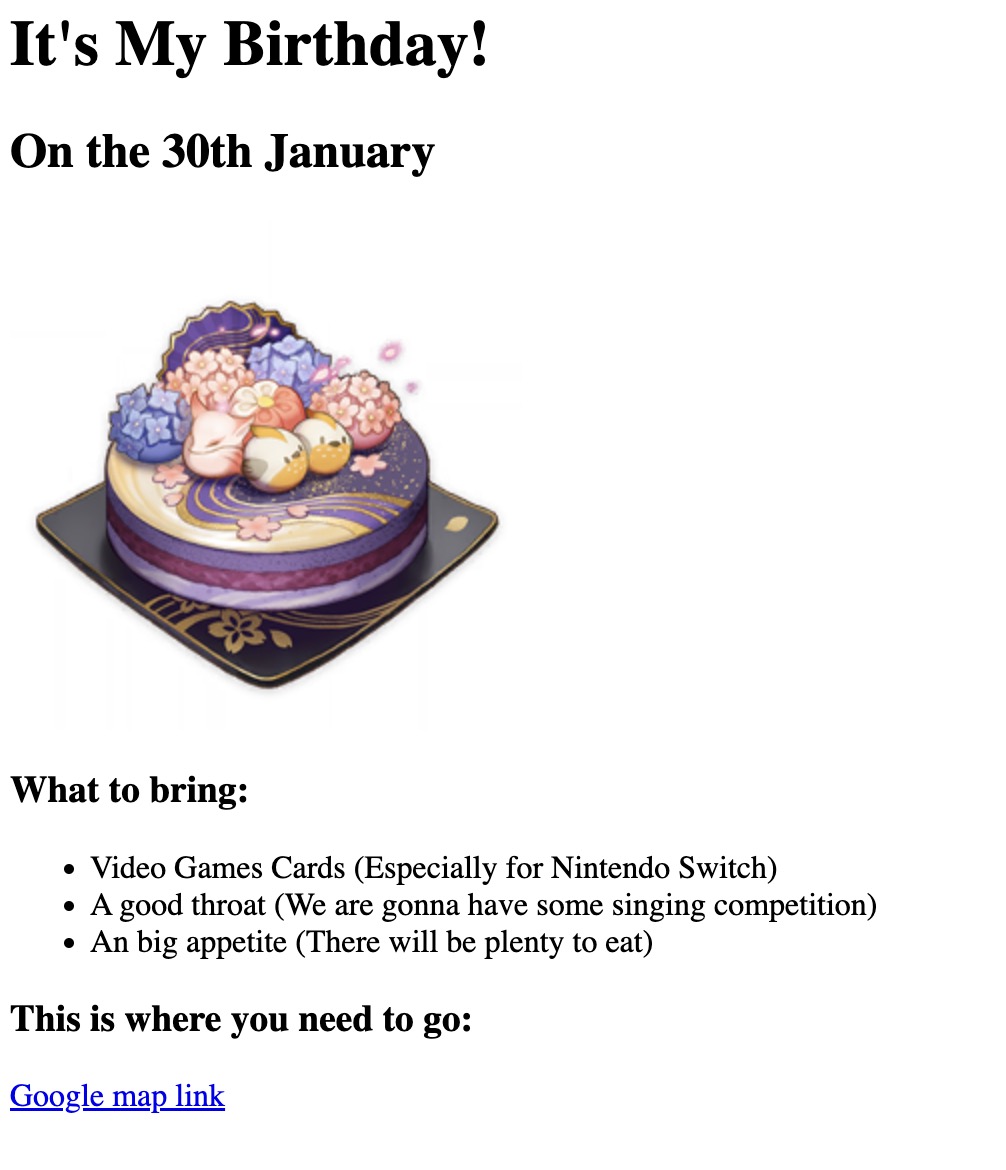 It's My Birthday!
On the 30th January
What to bring:
• Video Games Cards (Especially for Nintendo Switch)
• A good throat (We are gonna have some singing competition)
• An big appetite (There will be plenty to eat)
This is where you need to go:
Google map link